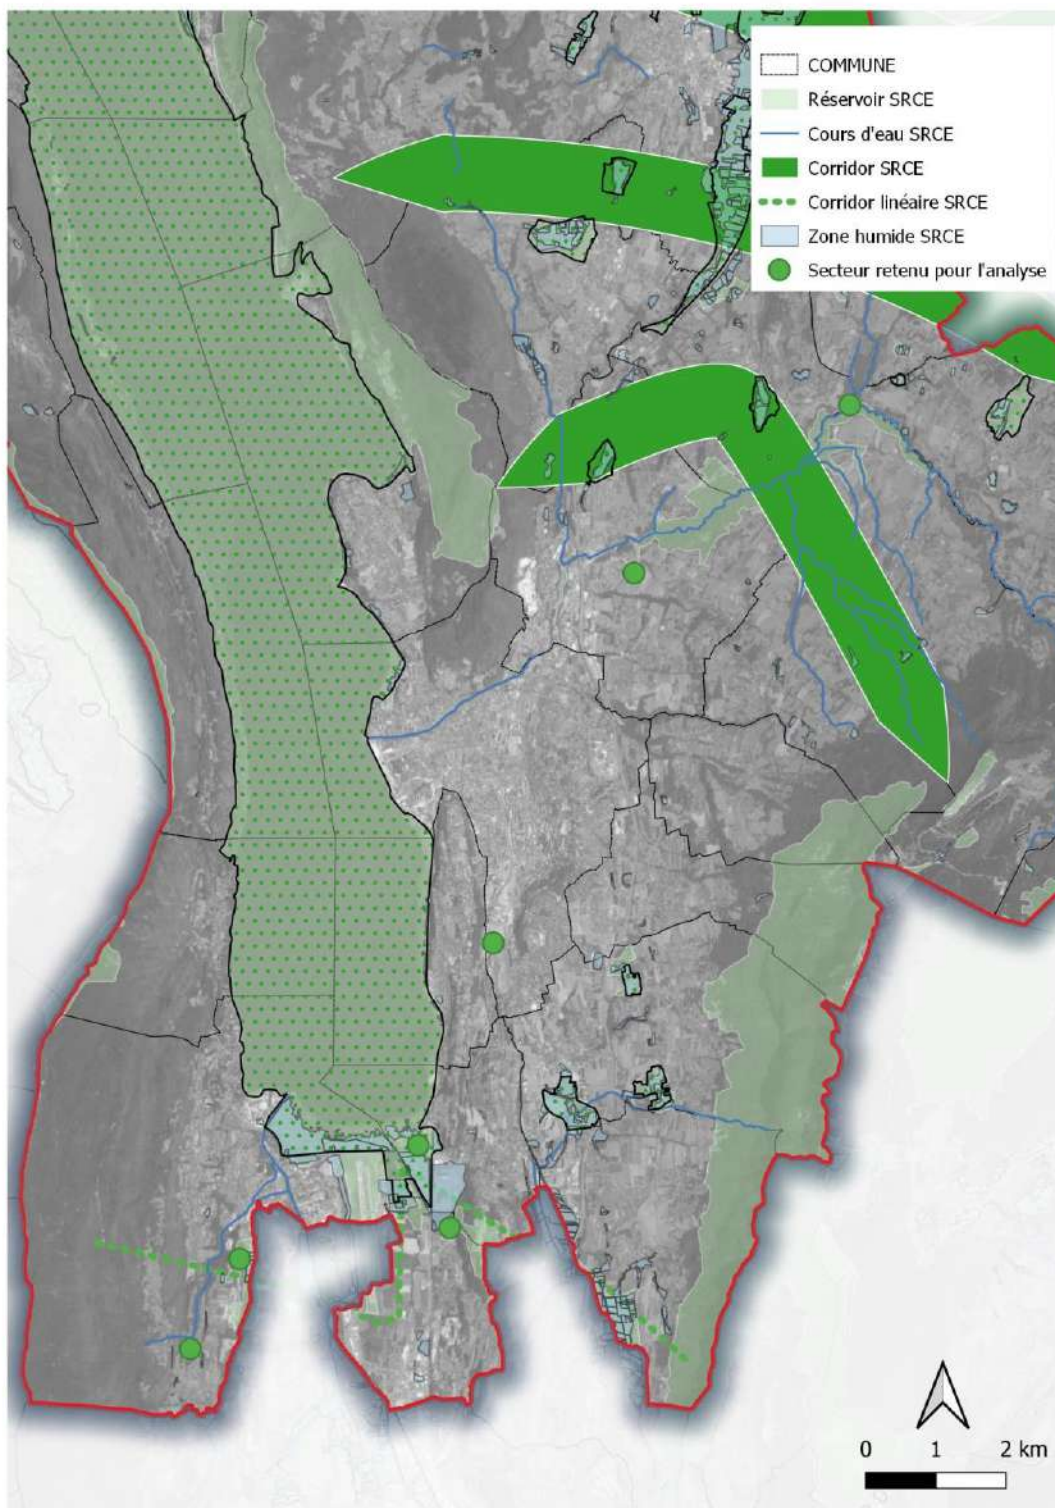 COMMUNE
Réservoir SRCE
Cours d'eau SRCE
Corridor SRCE
Corridor linéaire SRCE
Zone humide SRCE
Secteur retenu pour l'analyse
0 1 2 km